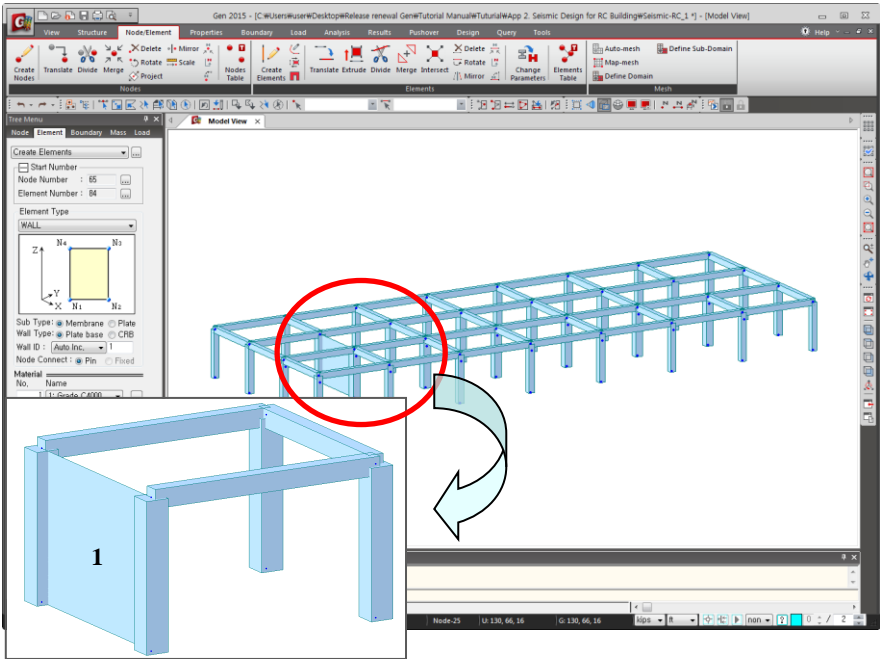 Gen 2015 - [C:₩Users₩user₩Desktop₩Release renewal Gen₩Tutorial Manual₩Tuturial₩App 2. Seismic Design for RC Building₩Seismic-RC_1 *] - [Model View]
View Structure Node/Element Properties Boundary Load Analysis Results Pushover Design Query Tools Help
Create Nodes Translate Divide Merge Delete Mirror Rotate Scale Project Nodes Table
Create Elements Translate Extrude Divide Merge Intersect Delete Rotate Mirror Change Parameters Elements Table
Auto-mesh Define Sub-Domain
Map-mesh
Define Domain
Nodes Elements Mesh
Tree Menu
Model View
Node Element Boundary Mass Load
Create Elements
Start Number
Node Number : 65
Element Number : 84
Element Type
WALL
N4 N3
Z
Y
X N1 N2
Sub Type: Membrane Plate
Wall Type: Plate base CRB
Wall ID : Auto Inc. 1
Node Connect : Pin Fixed
Material
No. Name
1 1: Grade C4000
1
Node-25 U: 130, 66, 16 G: 130, 66, 16 kips ft non 0 / 2